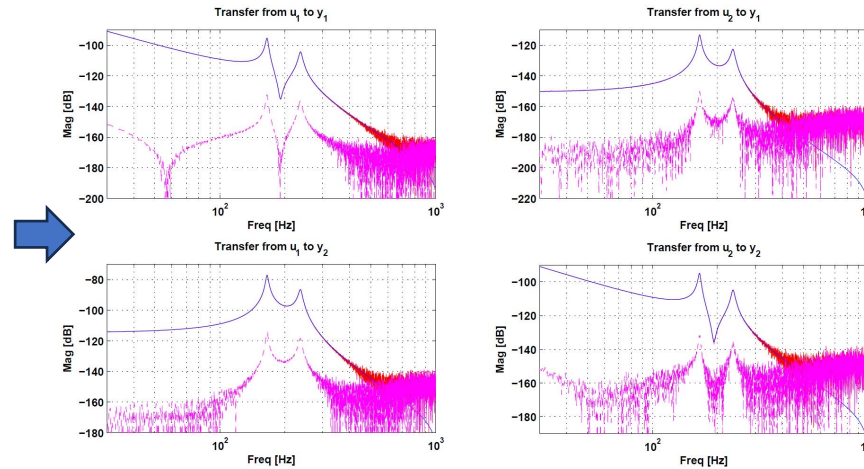 Transfer from u1 to y1
Mag [dB]
−100
−120
−140
−160
−180
−200
10^2
10^3
Freq [Hz]
Transfer from u2 to y1
Mag [dB]
−120
−140
−160
−180
−200
−220
10^2
10
Freq [Hz]
Transfer from u1 to y2
Mag [dB]
−80
−100
−120
−140
−160
−180
10^2
10^3
Freq [Hz]
Transfer from u2 to y2
Mag [dB]
−100
−120
−140
−160
−180
10^2
10
Freq [Hz]